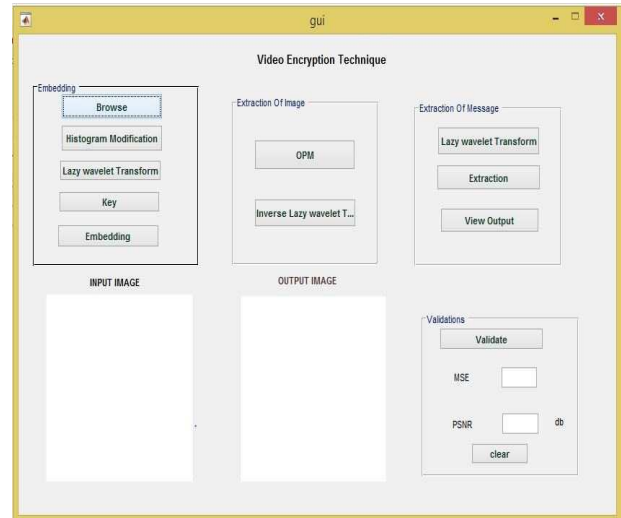 gui
Video Encryption Technique
Embedding
Browse
Histogram Modification
Lazy wavelet Transform
Key
Embedding
Extraction Of Image
OPM
Inverse Lazy wavelet T...
Extraction Of Message
Lazy wavelet Transform
Extraction
View Output
INPUT IMAGE
OUTPUT IMAGE
Validations
Validate
MSE
PSNR db
clear